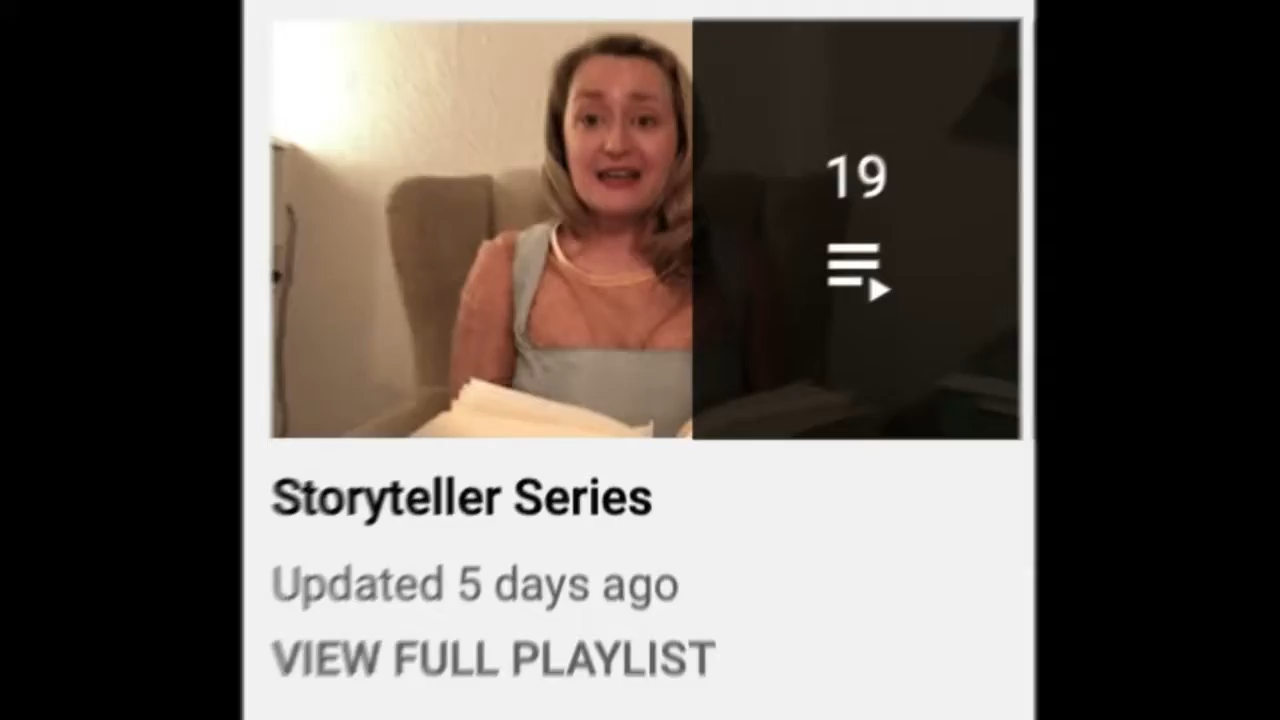 19
Storyteller Series
Updated 5 days ago
VIEW FULL PLAYLIST